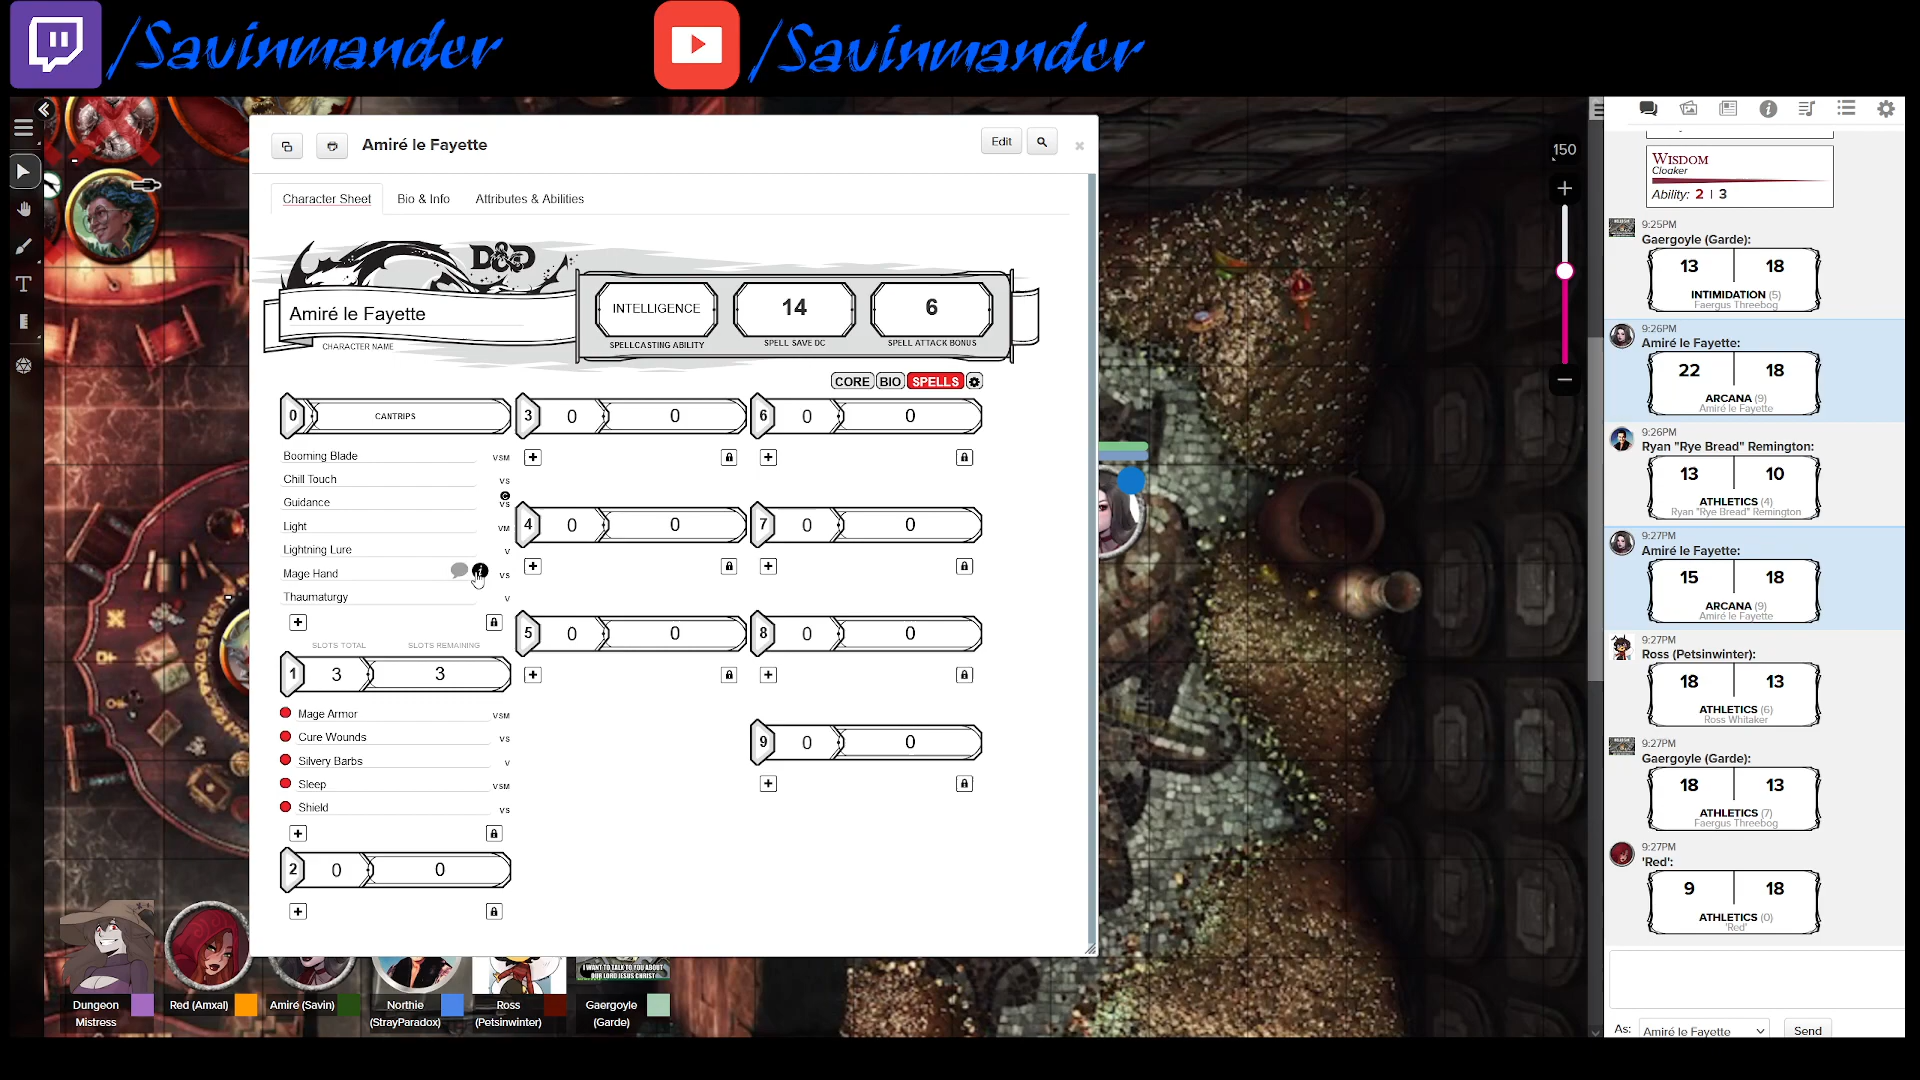 /Savinmander
/Savinmander
Amiré le Fayette
Edit
Character Sheet
Bio & Info
Attributes & Abilities
D&D
Amiré le Fayette
CHARACTER NAME
INTELLIGENCE
14
6
SPELLCASTING ABILITY
SPELL SAVE DC
SPELL ATTACK BONUS
CORE
BIO
SPELLS
0
CANTRIPS
Booming Blade
VSM
Chill Touch
VS
Guidance
C
VS
Light
VM
Lightning Lure
V
Mage Hand
VS
Thaumaturgy
V
SLOTS TOTAL
SLOTS REMAINING
1 3 3
Mage Armor
VSM
Cure Wounds
VS
Silvery Barbs
V
Sleep
VSM
Shield
VS
2 0 0
3 0 0
4 0 0
5 0 0
6 0 0
7 0 0
8 0 0
9 0 0
150
WISDOM
Cloaker
Ability: 2 | 3
9:25PM
Gaergoyle (Garde):
13 18
INTIMIDATION (5)
Faergus Threebog
9:26PM
Amiré le Fayette:
22 18
ARCANA (9)
Amiré le Fayette
9:26PM
Ryan "Rye Bread" Remington:
13 10
ATHLETICS (4)
Ryan "Rye Bread" Remington
9:27PM
Amiré le Fayette:
15 18
ARCANA (9)
Amiré le Fayette
9:27PM
Ross (Petsinwinter):
18 13
ATHLETICS (6)
Ross Whitaker
9:27PM
Gaergoyle (Garde):
18 13
ATHLETICS (7)
Faergus Threebog
9:27PM
'Red':
9 18
ATHLETICS (0)
'Red'
As:
Amiré le Fayette
Send
I WANT TO TALK TO YOU ABOUT
OUR LORD JESUS CHRIST
Dungeon
Mistress
Red (Amxal)
Amiré (Savin)
Northie
(StrayParadox)
Ross
(Petsinwinter)
Gaergoyle
(Garde)